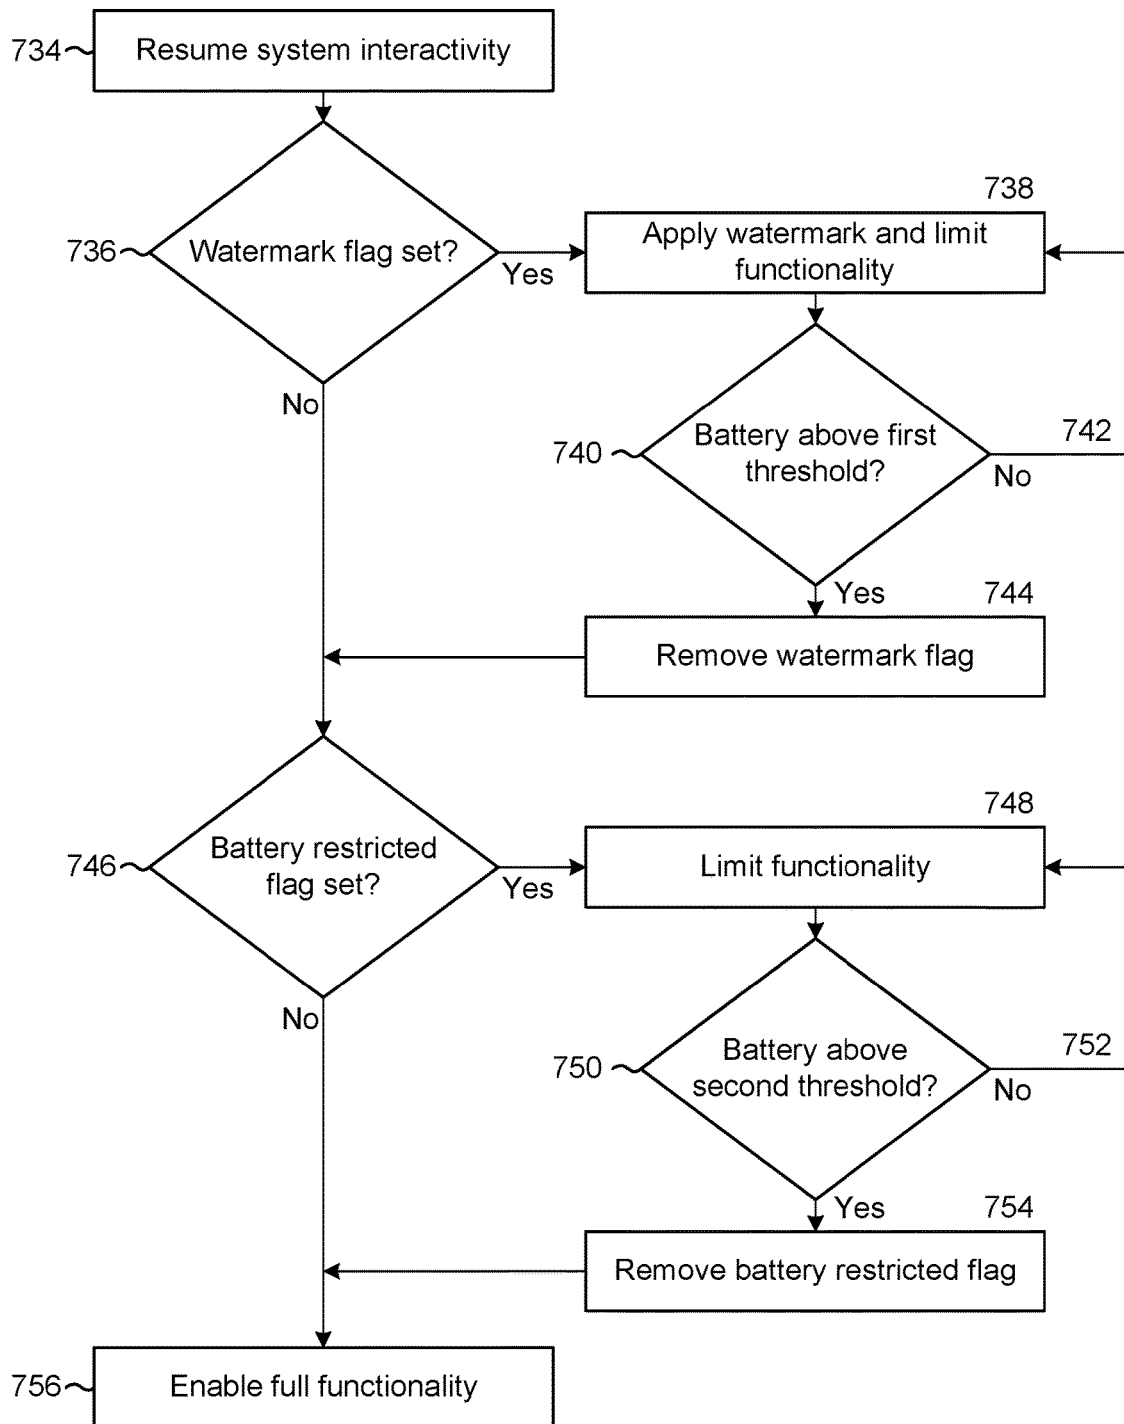 734
Resume system interactivity
738
736
Watermark flag set?
Yes
Apply watermark and limit
functionality
No
740
Battery above first
threshold?
742
No
Yes
744
Remove watermark flag
748
746
Battery restricted
flag set?
Yes
Limit functionality
No
750
Battery above
second threshold?
752
No
Yes
754
Remove battery restricted flag
756
Enable full functionality